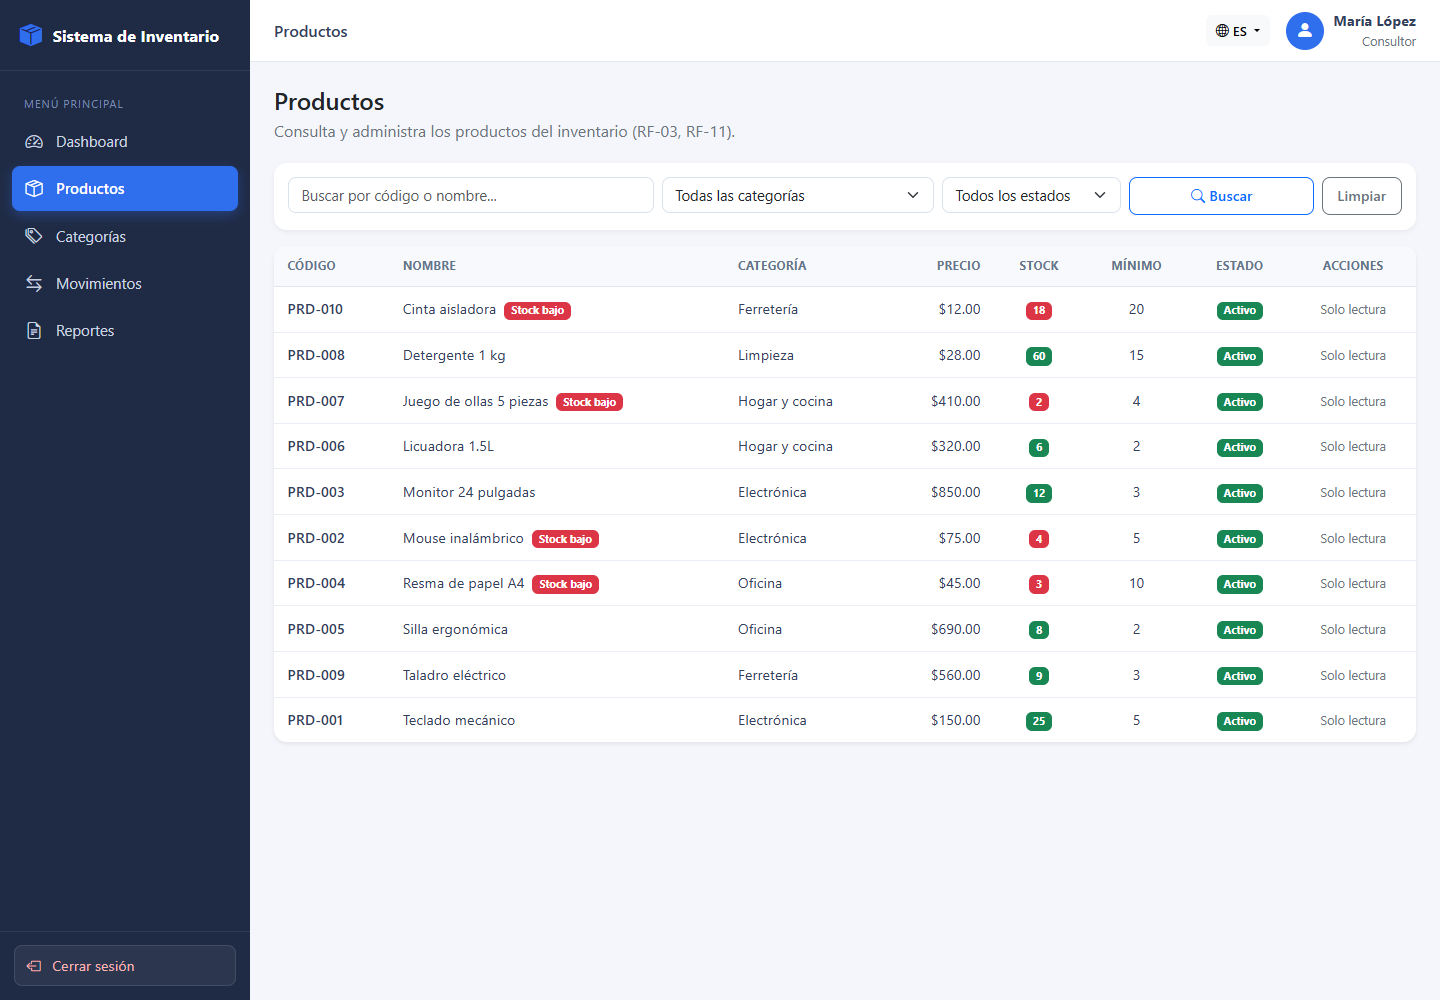 Sistema de Inventario
MENÚ PRINCIPAL
Dashboard
Productos
Categorías
Movimientos
Reportes
Cerrar sesión
Productos
ES
María López
Consultor
Productos
Consulta y administra los productos del inventario (RF-03, RF-11).
Buscar por código o nombre... Todas las categorías Todos los estados Buscar Limpiar
CÓDIGO NOMBRE CATEGORÍA PRECIO STOCK MÍNIMO ESTADO ACCIONES
PRD-010 Cinta aisladora Stock bajo Ferretería $12.00 18 20 Activo Solo lectura
PRD-008 Detergente 1 kg Limpieza $28.00 60 15 Activo Solo lectura
PRD-007 Juego de ollas 5 piezas Stock bajo Hogar y cocina $410.00 2 4 Activo Solo lectura
PRD-006 Licuadora 1.5L Hogar y cocina $320.00 6 2 Activo Solo lectura
PRD-003 Monitor 24 pulgadas Electrónica $850.00 12 3 Activo Solo lectura
PRD-002 Mouse inalámbrico Stock bajo Electrónica $75.00 4 5 Activo Solo lectura
PRD-004 Resma de papel A4 Stock bajo Oficina $45.00 3 10 Activo Solo lectura
PRD-005 Silla ergonómica Oficina $690.00 8 2 Activo Solo lectura
PRD-009 Taladro eléctrico Ferretería $560.00 9 3 Activo Solo lectura
PRD-001 Teclado mecánico Electrónica $150.00 25 5 Activo Solo lectura